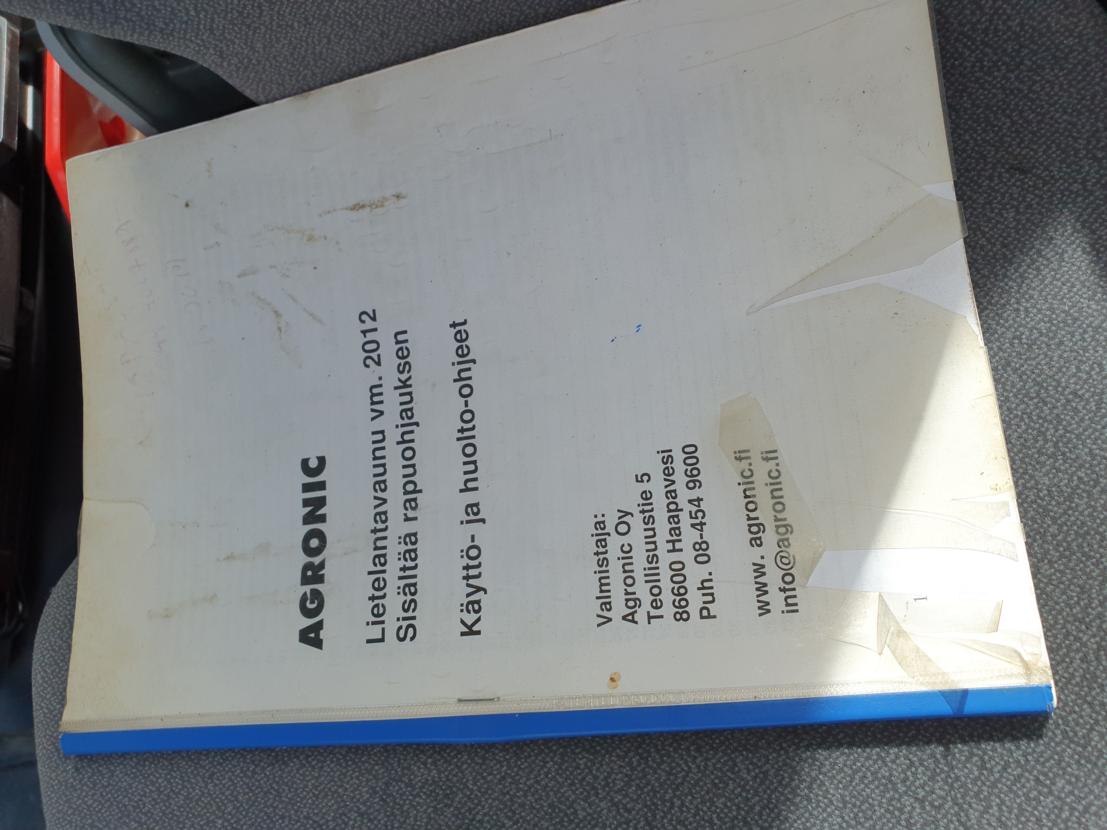 AGRONIC
Lietelantavaunu vm. 2012
Sisältää rapuohjauksen
Käyttö- ja huolto-ohjeet
Valmistaja:
Agronic Oy
Teollisuustie 5
86600 Haapavesi
Puh. 08-454 9600
www. agronic.fi
info@agronic.fi
1